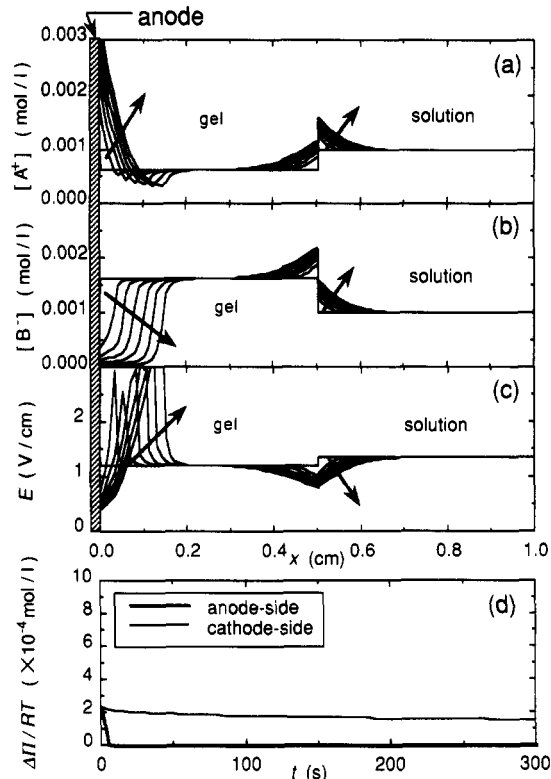 anode
0.003
0.002
0.001
0.000
[A⁺] (mol/l)
(a)
gel
solution
0.002
0.001
0.000
[B⁻] (mol/l)
(b)
gel
solution
2
1
0
E (V/cm)
(c)
gel
solution
0.0 0.2 0.4 0.6 0.8 1.0
x (cm)
10
8
6
4
2
0
ΔΠ/RT (×10⁻⁴ mol/l)
(d)
anode-side
cathode-side
0 100 200 300
t (s)